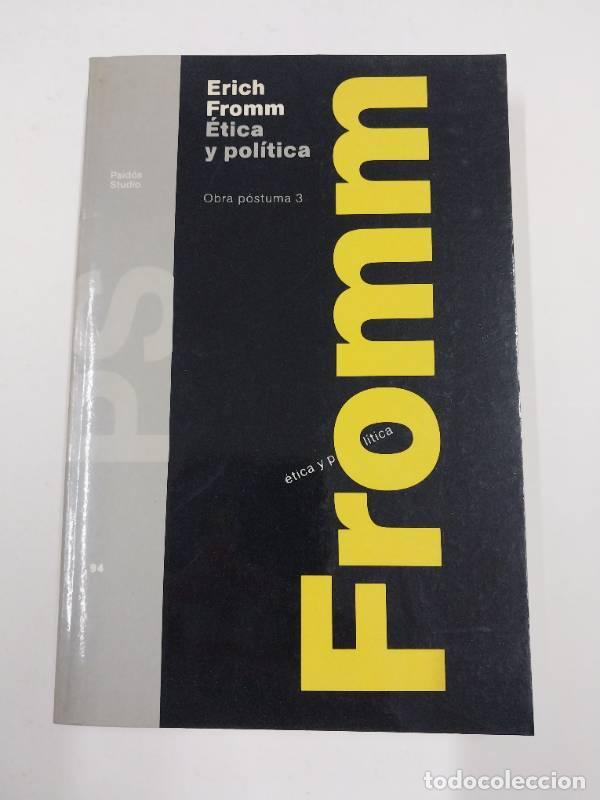 Erich
Fromm
Ética
y política
Obra póstuma 3
Paidós
Studio
PS
94
Fromm
ética y p lítica
todocoleccion